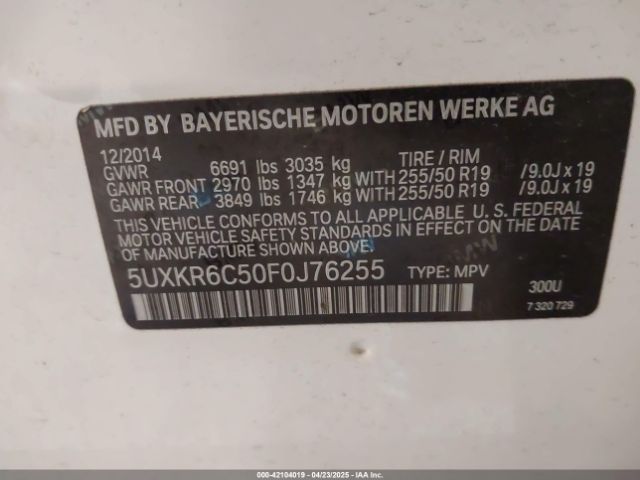 MFD BY BAYERISCHE MOTOREN WERKE AG
12/2014
GVWR 6691 lbs 3035 kg TIRE / RIM
GAWR FRONT 2970 lbs 1347 kg WITH 255/50 R19 /9.0J x 19
GAWR REAR 3849 lbs 1746 kg WITH 255/50 R19 /9.0J x 19
THIS VEHICLE CONFORMS TO ALL APPLICABLE U. S. FEDERAL
MOTOR VEHICLE SAFETY STANDARDS IN EFFECT ON THE DATE
OF MANUFACTURE SHOWN ABOVE.
5UXKR6C50F0J76255 TYPE: MPV
300U
7 320 729
000-42104019 - 04/23/2025 - IAAI